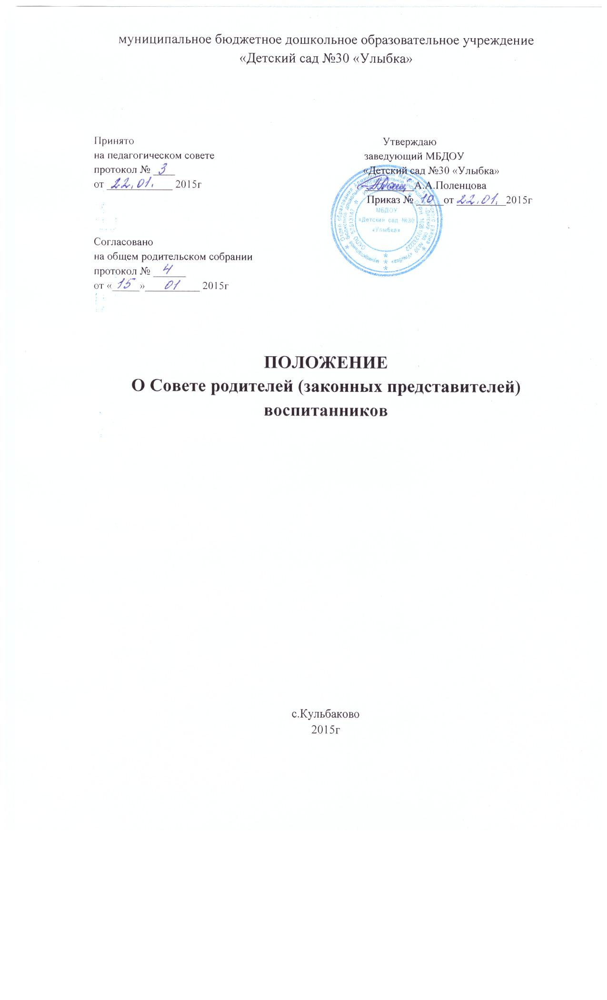 муниципальное бюджетное дошкольное образовательное учреждение
«Детский сад №30 «Улыбка»
Принято
на педагогическом совете
протокол № 3
от 22.01. 2015г
Утверждаю
заведующий МБДОУ
«Детский сад №30 «Улыбка»
А.А.Поленцова
Приказ № 10 от 22.01. 2015г
МБДОУ
«Детский сад №30
«Улыбка»
Согласовано
на общем родительском собрании
протокол № 4
от «15» 01 2015г
ПОЛОЖЕНИЕ
О Совете родителей (законных представителей)
воспитанников
с.Кульбаково
2015г